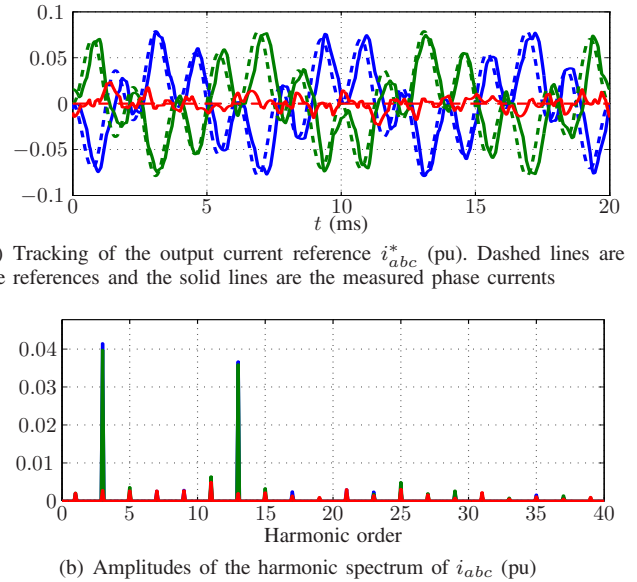 0.1
0.05
0
−0.05
−0.1
0 5 10 15 20
t (ms)
) Tracking of the output current reference i*abc (pu). Dashed lines are
e references and the solid lines are the measured phase currents
0.04
0.03
0.02
0.01
0
0 5 10 15 20 25 30 35 40
Harmonic order
(b) Amplitudes of the harmonic spectrum of iabc (pu)